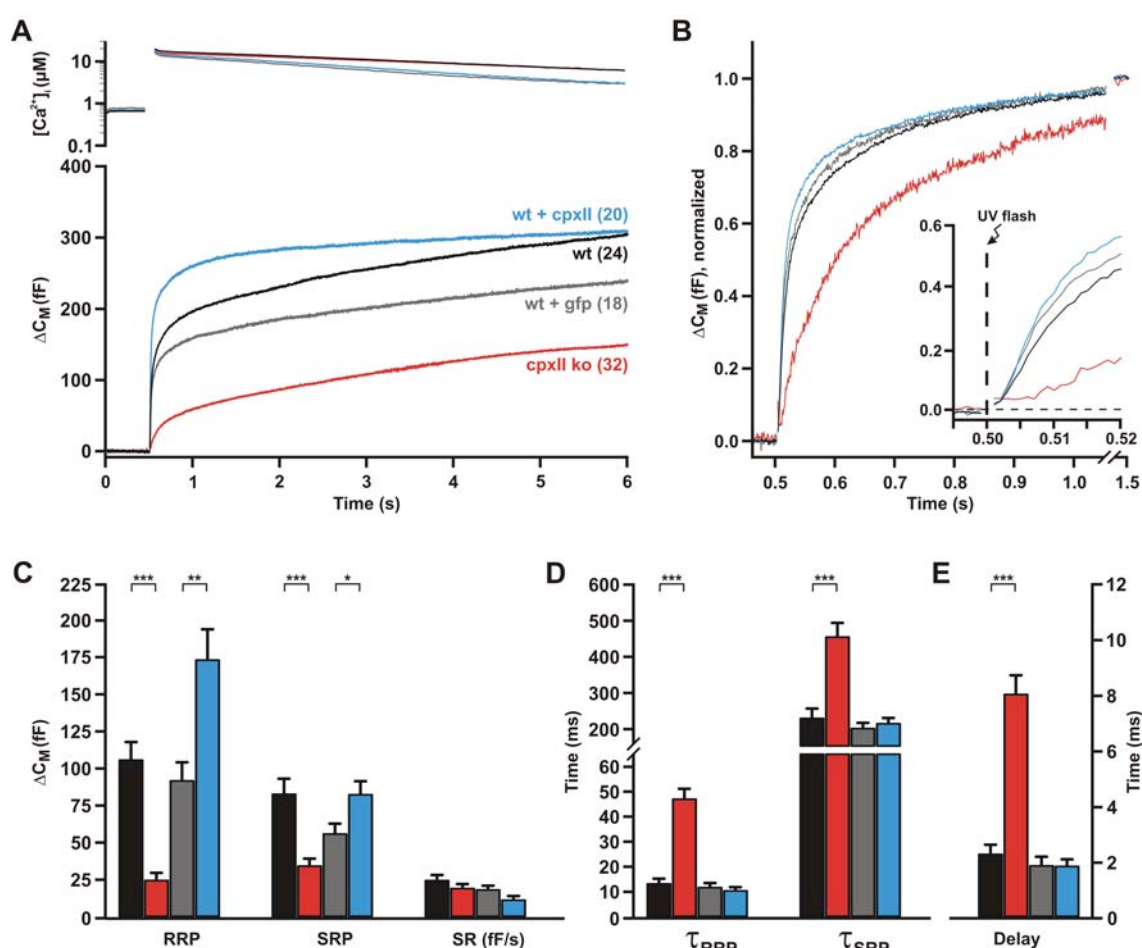 A
[Ca²⁺]ᵢ (µM)
10
1
0.1
400
300
200
100
0
ΔC_M (fF)
wt + cpxII (20)
wt (24)
wt + gfp (18)
cpxII ko (32)
0 1 2 3 4 5 6
Time (s)
B
ΔC_M (fF), normalized
1.0
0.8
0.6
0.4
0.2
0.0
UV flash
0.6
0.4
0.2
0.0
0.50 0.51 0.52
0.5 0.6 0.7 0.8 0.9 1.0 1.5
Time (s)
C
ΔC_M (fF)
225
200
175
150
125
100
75
50
25
0
*** ** *** *
RRP SRP SR (fF/s)
D
Time (ms)
600
500
400
300
200
60
50
40
30
20
10
0
*** ***
τ_RRP τ_SRP
E
***
12
10
8
6
4
2
0
Time (ms)
Delay